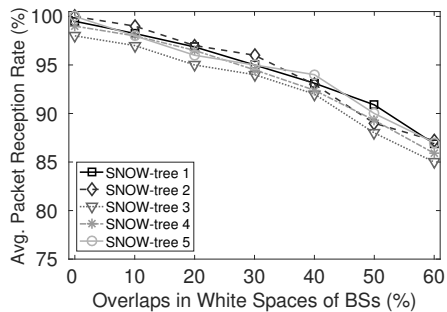 Avg. Packet Reception Rate (%)
100
95
90
85
80
75
SNOW-tree 1
SNOW-tree 2
SNOW-tree 3
SNOW-tree 4
SNOW-tree 5
0 10 20 30 40 50 60
Overlaps in White Spaces of BSs (%)